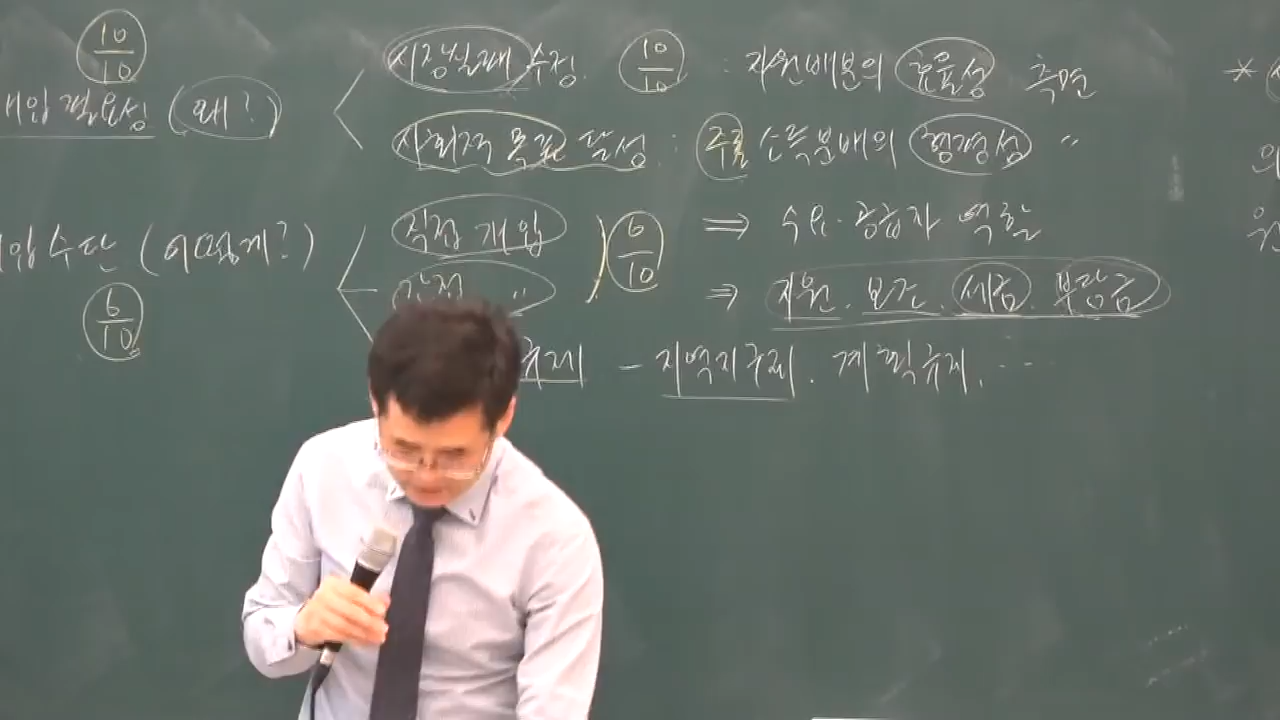 10/10
개입필요성 (왜?)
시장실패 수정 10/10 : 자원배분의 효율성 측면
사회적 목표 달성 : 주로 소득분배의 형평성 〃
입수단 (어떻게?)
6/10
직접 개입 6/10 ⇒ 수요·공급자 역할
간접 〃 ⇒ 지원. 보조. 세금. 부담금
규제 - 지역지구제. 계획규제. …
*
의